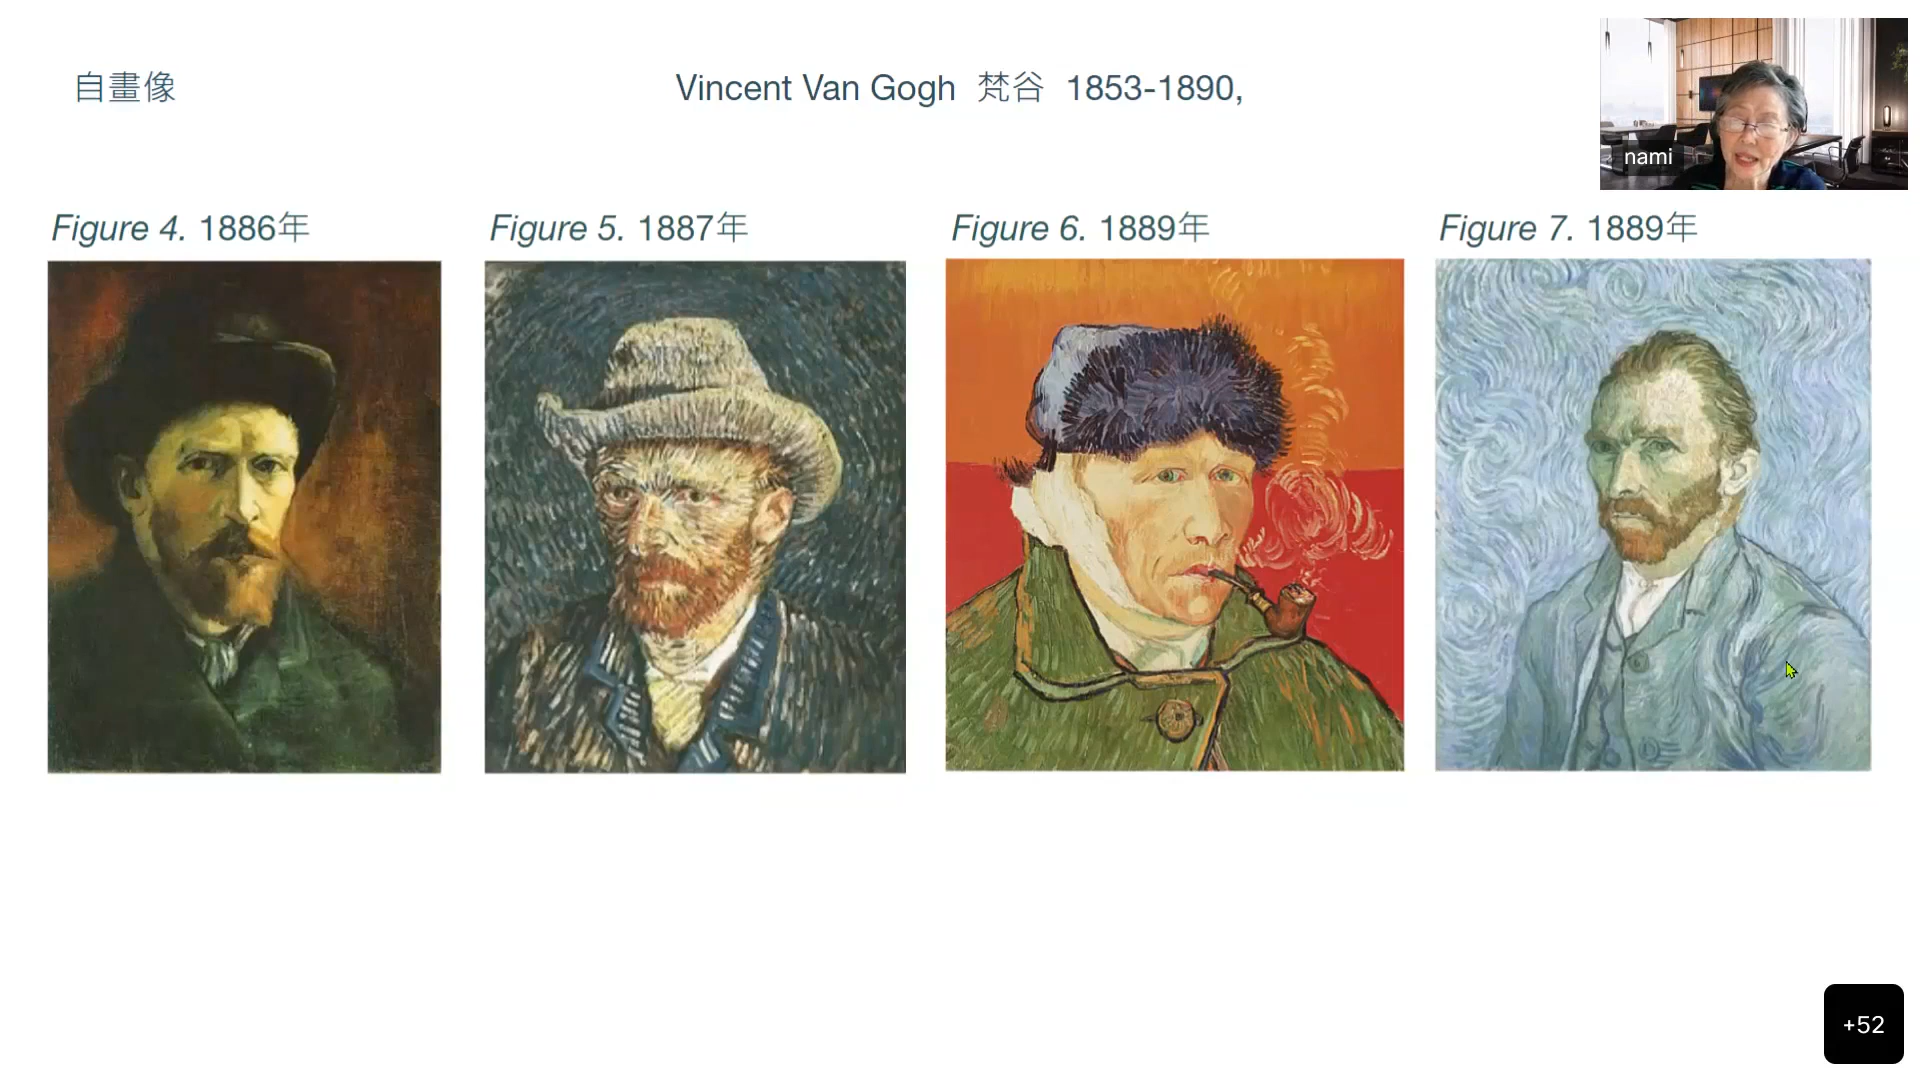 自畫像
Vincent Van Gogh 梵谷 1853-1890,
nami
Figure 4. 1886年
Figure 5. 1887年
Figure 6. 1889年
Figure 7. 1889年
+52